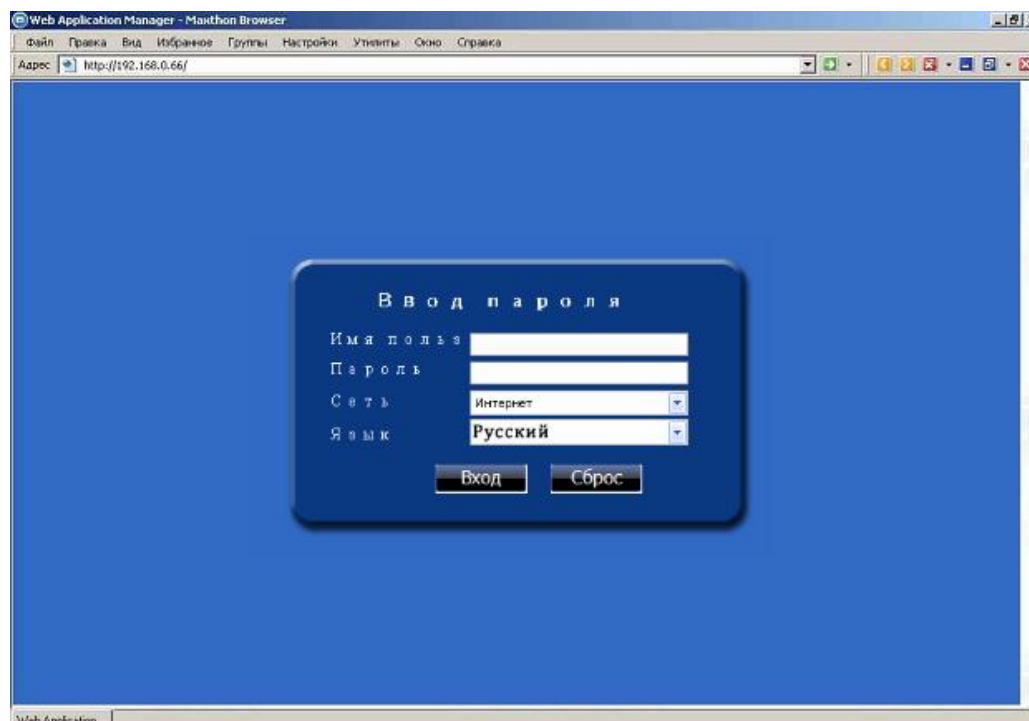 Web Application Manager - Maxthon Browser
Файл Правка Вид Избранное Группы Настройки Утилиты Окно Справка
Адрес http://192.168.0.66/
Ввод пароля
Имя польз
Пароль
Сеть Интернет
Язык Русский
Вход Сброс
Web Application